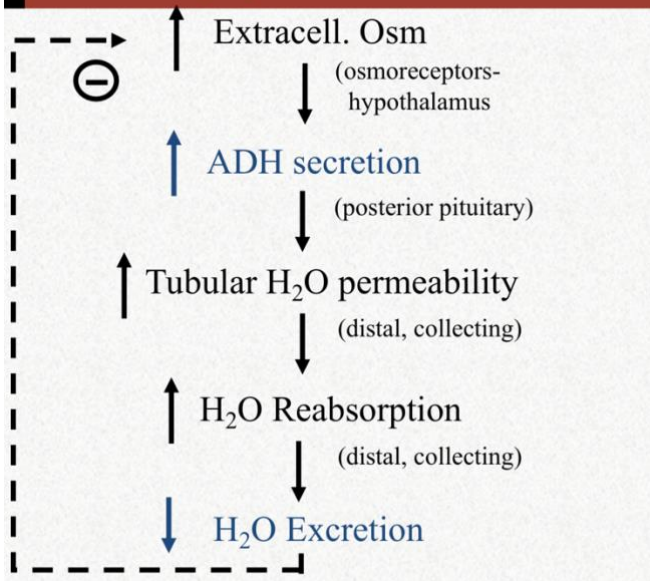 Extracell. Osm
(osmoreceptors-
hypothalamus
ADH secretion
(posterior pituitary)
Tubular H₂O permeability
(distal, collecting)
H₂O Reabsorption
(distal, collecting)
H₂O Excretion